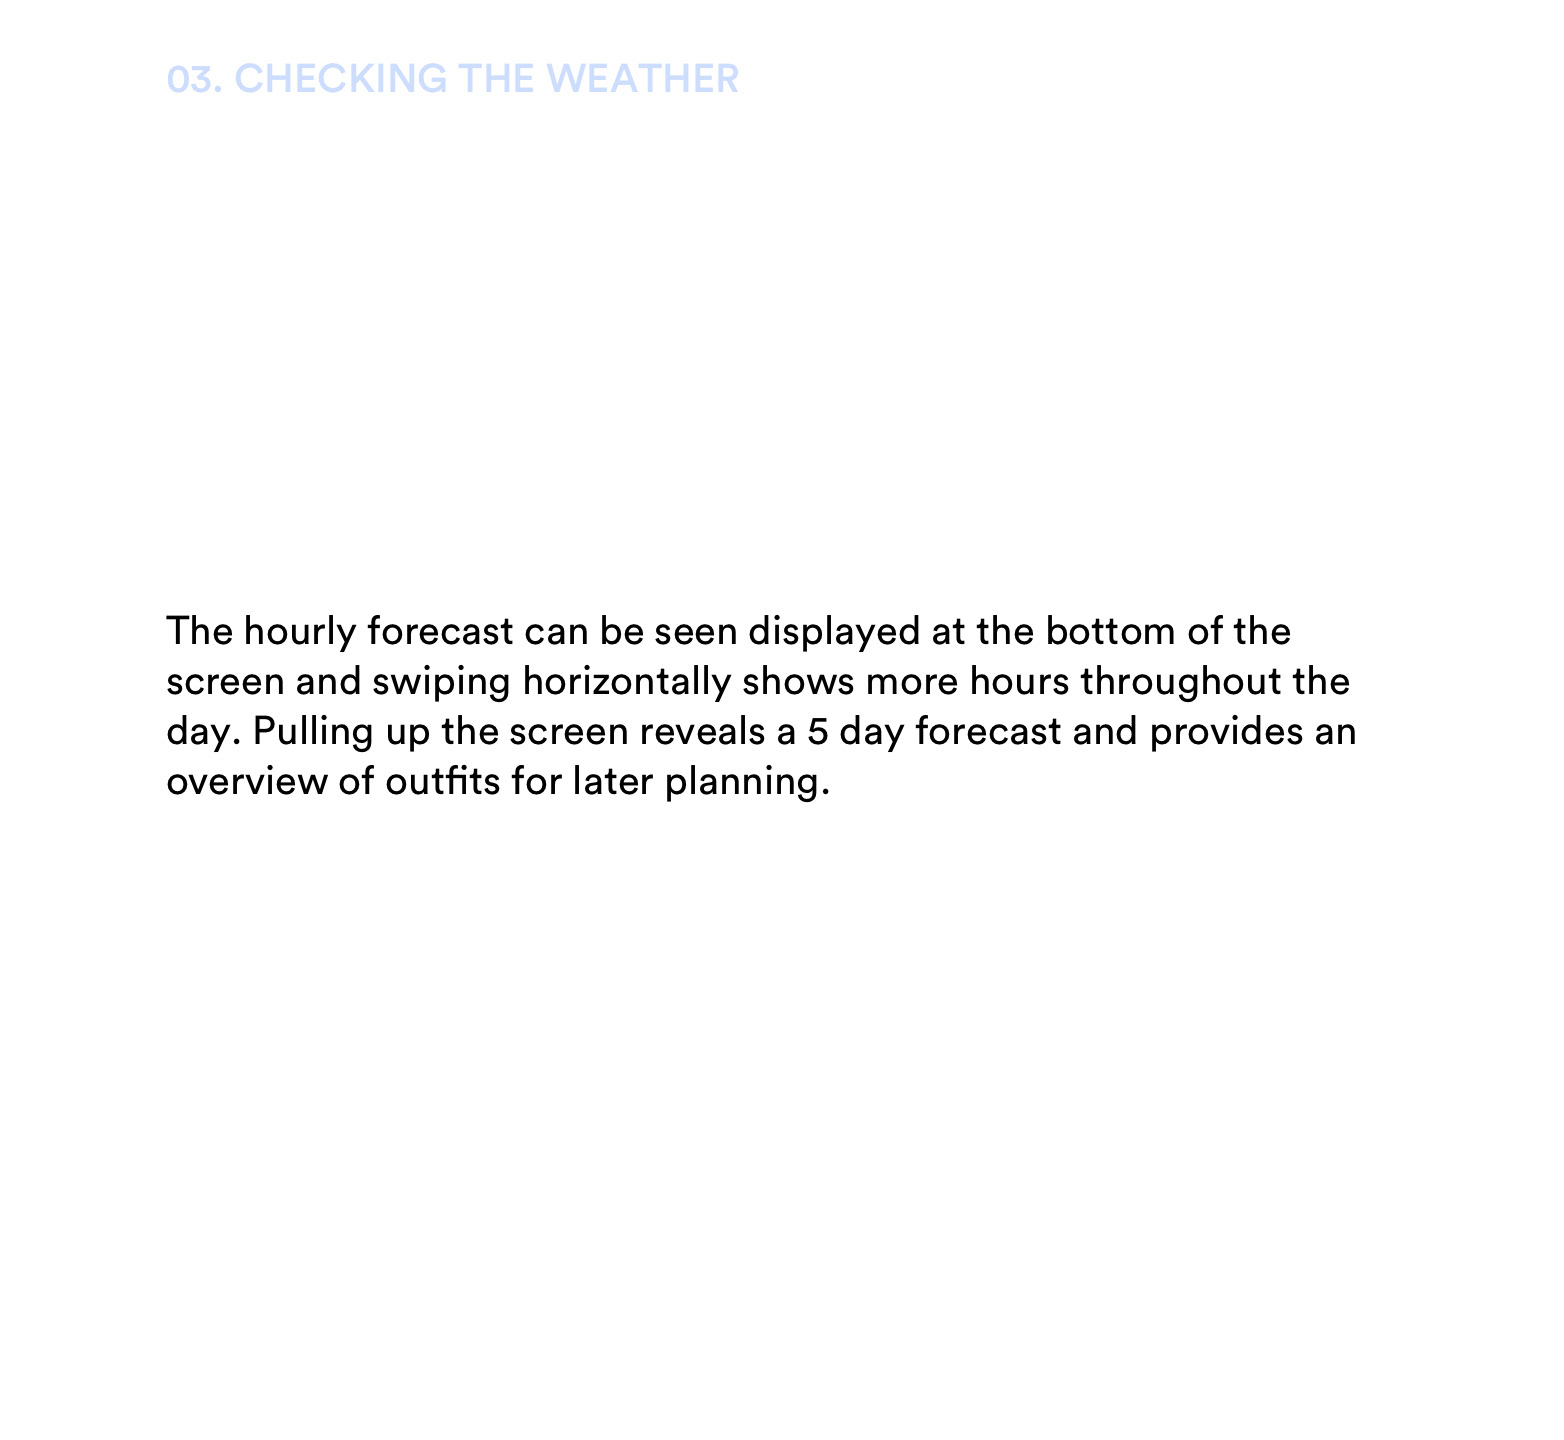 03. CHECKING THE WEATHER
The hourly forecast can be seen displayed at the bottom of the
screen and swiping horizontally shows more hours throughout the
day. Pulling up the screen reveals a 5 day forecast and provides an
overview of outfits for later planning.